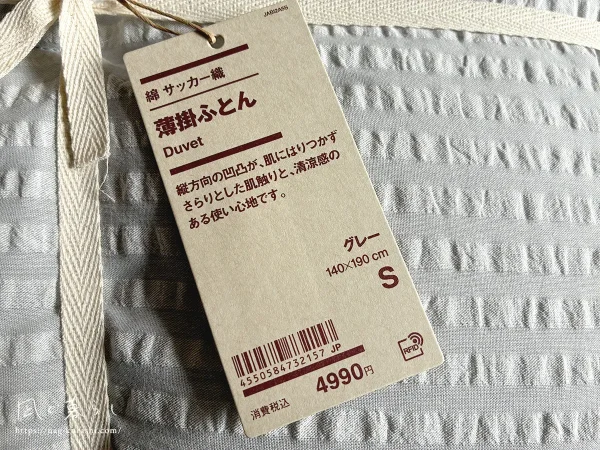 JABI2A5S
綿 サッカー織
薄掛ふとん
Duvet
縦方向の凹凸が、肌にはりつかず
さらりとした肌触りと、清涼感の
ある使い心地です。
グレー
140×190 cm
S
RFID
4550584732157 JP
4990円
消費税込